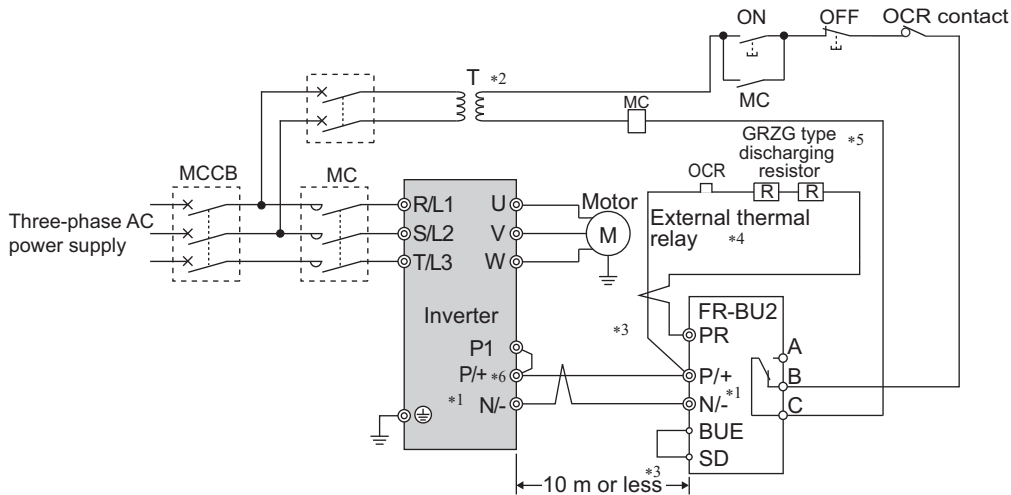 ON
OFF
OCR contact
T *2
MC
MC
GRZG type *5
discharging
resistor
OCR
R
R
MCCB
MC
External thermal
relay *4
Three-phase AC
power supply
R/L1
S/L2
T/L3
U
V
W
Motor
M
Inverter
P1
P/+ *6
*1 N/-
*3
FR-BU2
PR
P/+
N/- *1
BUE
SD
A
B
C
*3
10 m or less